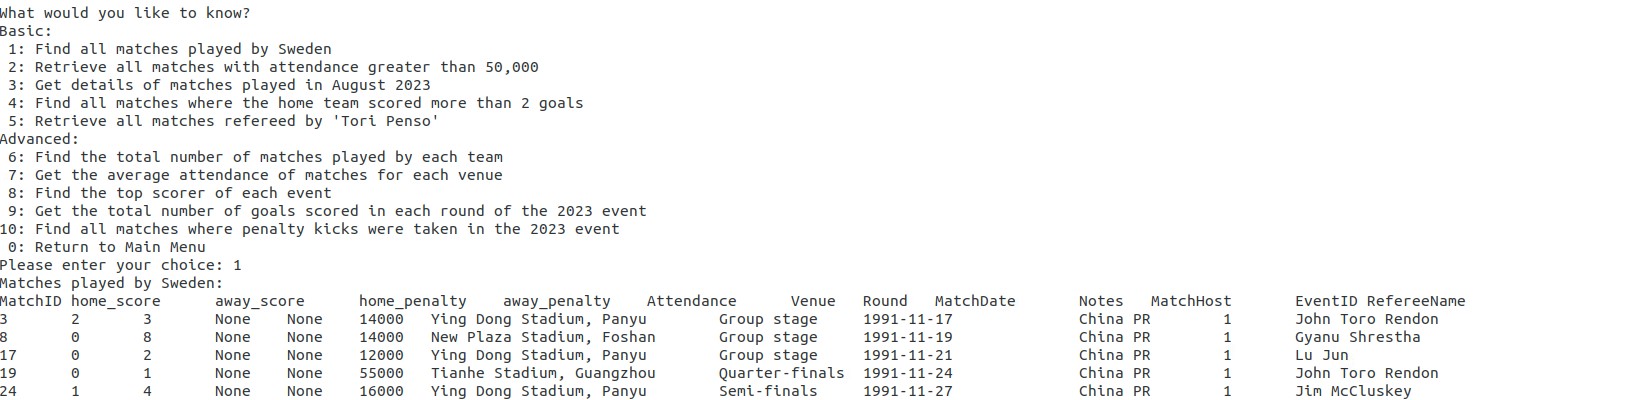 What would you like to know?
Basic:
 1: Find all matches played by Sweden
 2: Retrieve all matches with attendance greater than 50,000
 3: Get details of matches played in August 2023
 4: Find all matches where the home team scored more than 2 goals
 5: Retrieve all matches refereed by 'Tori Penso'
Advanced:
 6: Find the total number of matches played by each team
 7: Get the average attendance of matches for each venue
 8: Find the top scorer of each event
 9: Get the total number of goals scored in each round of the 2023 event
10: Find all matches where penalty kicks were taken in the 2023 event
 0: Return to Main Menu
Please enter your choice: 1
Matches played by Sweden:
MatchID home_score      away_score      home_penalty    away_penalty    Attendance      Venue   Round   MatchDate       Notes   MatchHost       EventID RefereeName
3       2       3       None    None    14000   Ying Dong Stadium, Panyu        Group stage     1991-11-17              China PR        1       John Toro Rendon
8       0       8       None    None    14000   New Plaza Stadium, Foshan       Group stage     1991-11-19              China PR        1       Gyanu Shrestha
17      0       2       None    None    12000   Ying Dong Stadium, Panyu        Group stage     1991-11-21              China PR        1       Lu Jun
19      0       1       None    None    55000   Tianhe Stadium, Guangzhou       Quarter-finals  1991-11-24              China PR        1       John Toro Rendon
24      1       4       None    None    16000   Ying Dong Stadium, Panyu        Semi-finals     1991-11-27              China PR        1       Jim McCluskey